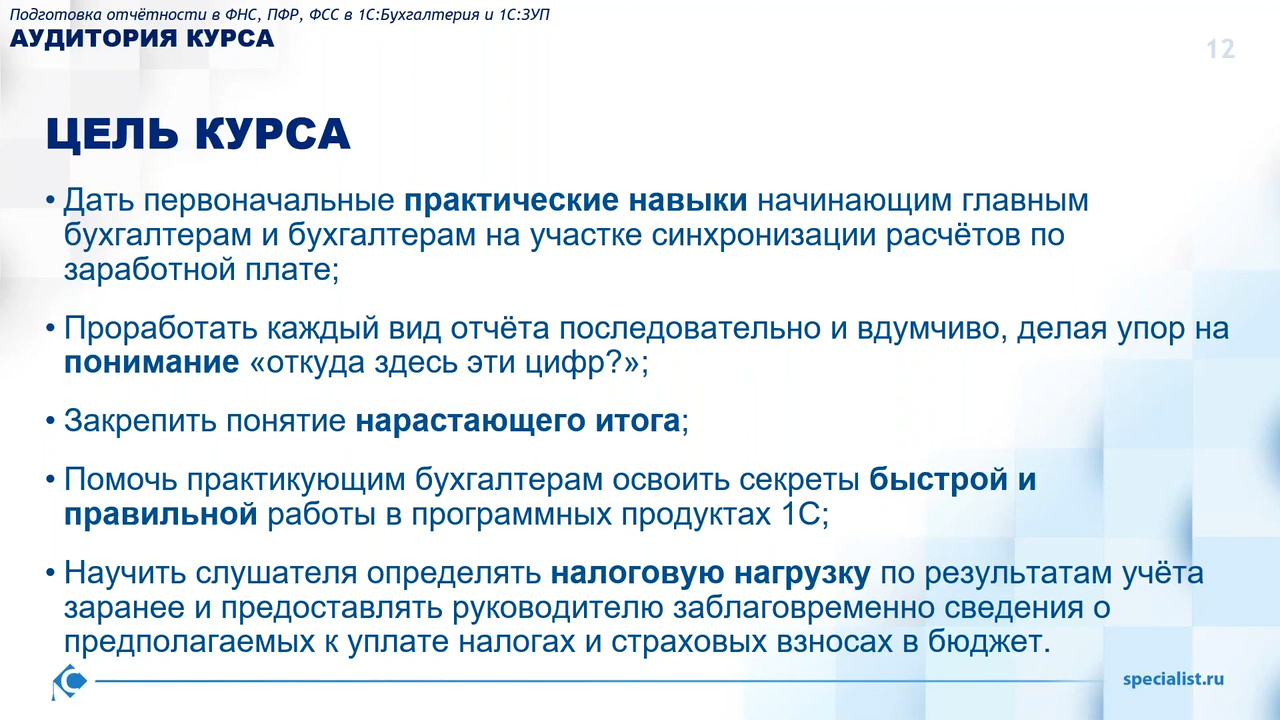 Подготовка отчётности в ФНС, ПФР, ФСС в 1С:Бухгалтерия и 1С:ЗУП
АУДИТОРИЯ КУРСА
12
ЦЕЛЬ КУРСА
• Дать первоначальные практические навыки начинающим главным
бухгалтерам и бухгалтерам на участке синхронизации расчётов по
заработной плате;
• Проработать каждый вид отчёта последовательно и вдумчиво, делая упор на
понимание «откуда здесь эти цифр?»;
• Закрепить понятие нарастающего итога;
• Помочь практикующим бухгалтерам освоить секреты быстрой и
правильной работы в программных продуктах 1С;
• Научить слушателя определять налоговую нагрузку по результатам учёта
заранее и предоставлять руководителю заблаговременно сведения о
предполагаемых к уплате налогах и страховых взносах в бюджет.
specialist.ru